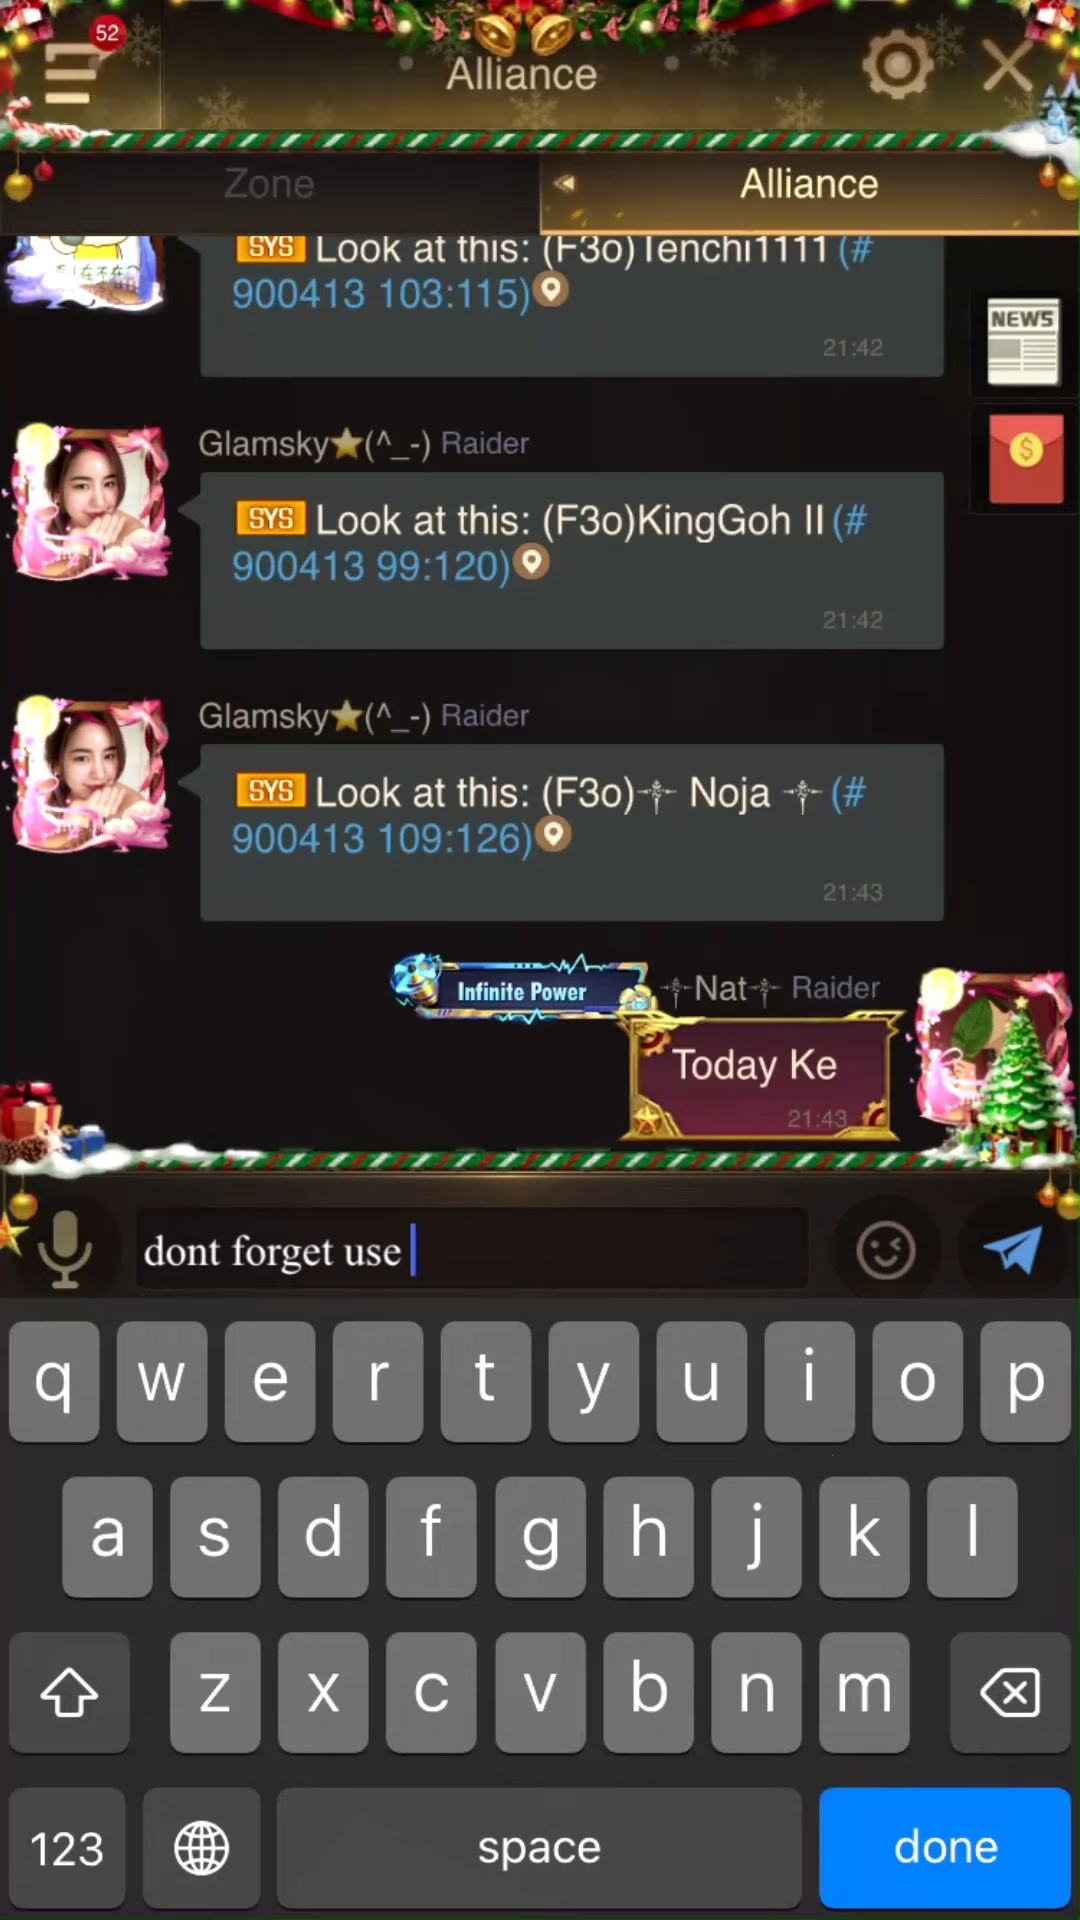 52
Alliance
Zone
Alliance
SYS Look at this: (F3o)Tenchi1111 (#
900413 103:115)
21:42
NEWS
Glamsky⭐(^_-) Raider
SYS Look at this: (F3o)KingGoh II (#
900413 99:120)
21:42
Glamsky⭐(^_-) Raider
SYS Look at this: (F3o)⸸ Noja ⸸ (#
900413 109:126)
21:43
Infinite Power ⸸Nat⸸ Raider
Today Ke
21:43
dont forget use
q w e r t y u i o p
a s d f g h j k l
z x c v b n m
123 space done